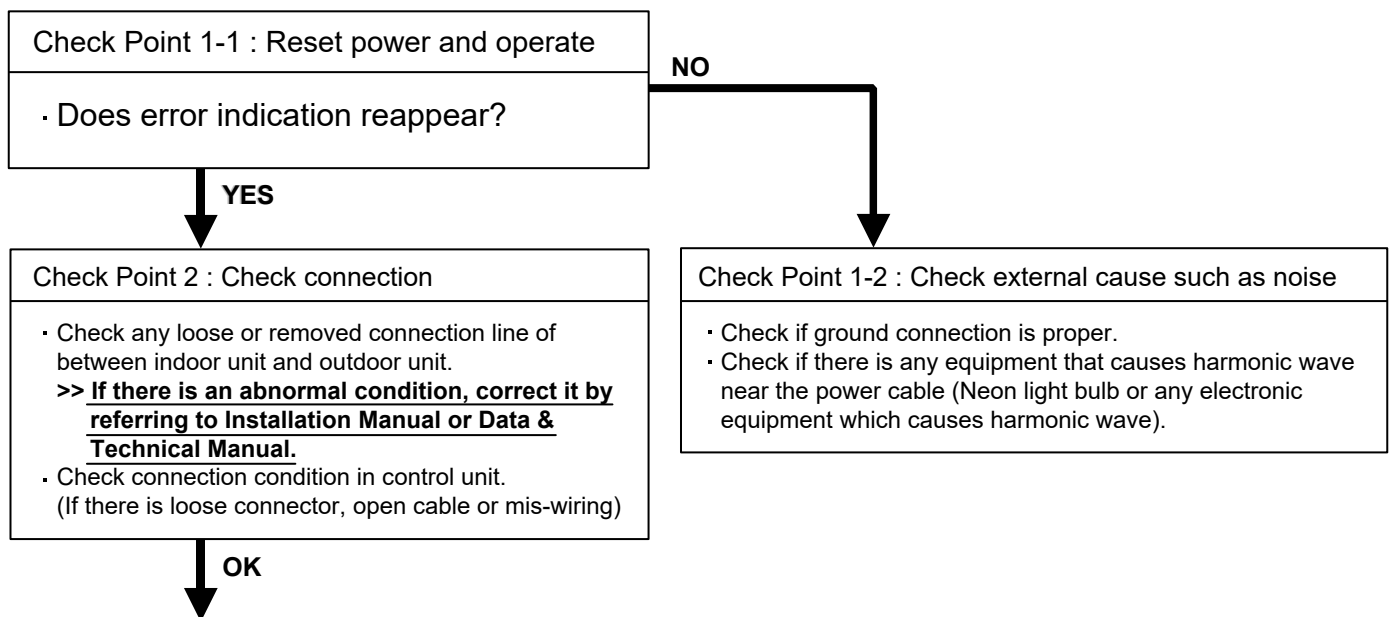 Check Point 1-1 : Reset power and operate
· Does error indication reappear?
NO
YES
Check Point 2 : Check connection
· Check any loose or removed connection line of
between indoor unit and outdoor unit.
>> If there is an abnormal condition, correct it by
referring to Installation Manual or Data &
Technical Manual.
· Check connection condition in control unit.
(If there is loose connector, open cable or mis-wiring)
Check Point 1-2 : Check external cause such as noise
· Check if ground connection is proper.
· Check if there is any equipment that causes harmonic wave
near the power cable (Neon light bulb or any electronic
equipment which causes harmonic wave).
OK